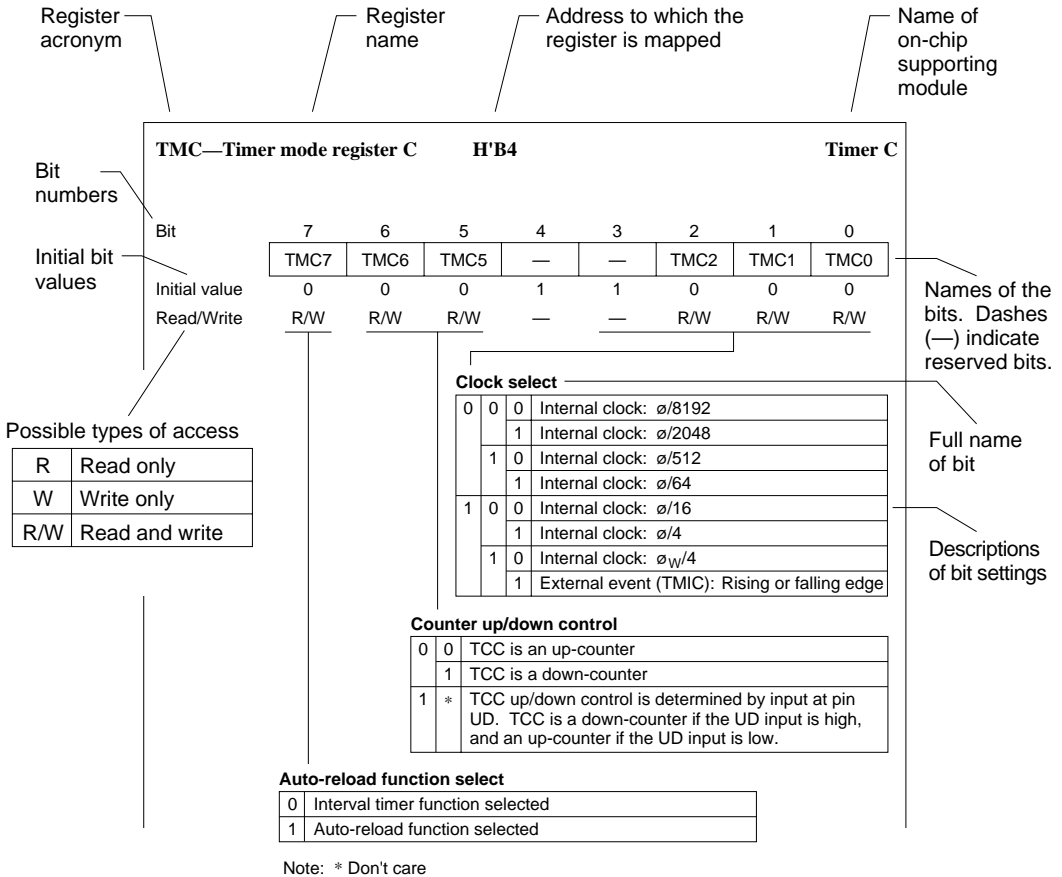 Register
acronym
Register
name
Address to which the
register is mapped
Name of
on-chip
supporting
module
TMC—Timer mode register C H'B4 Timer C
Bit
numbers
Bit 7 6 5 4 3 2 1 0
TMC7 TMC6 TMC5 — — TMC2 TMC1 TMC0
Initial bit
values
Initial value 0 0 0 1 1 0 0 0
Read/Write R/W R/W R/W — — R/W R/W R/W
Names of the
bits. Dashes
(—) indicate
reserved bits.
Possible types of access
R Read only
W Write only
R/W Read and write
Clock select
0 0 0 Internal clock: ø/8192
1 Internal clock: ø/2048
1 0 Internal clock: ø/512
1 Internal clock: ø/64
1 0 0 Internal clock: ø/16
1 Internal clock: ø/4
1 0 Internal clock: øW/4
1 External event (TMIC): Rising or falling edge
Full name
of bit
Descriptions
of bit settings
Counter up/down control
0 0 TCC is an up-counter
1 TCC is a down-counter
1 * TCC up/down control is determined by input at pin
UD. TCC is a down-counter if the UD input is high,
and an up-counter if the UD input is low.
Auto-reload function select
0 Interval timer function selected
1 Auto-reload function selected
Note: * Don't care